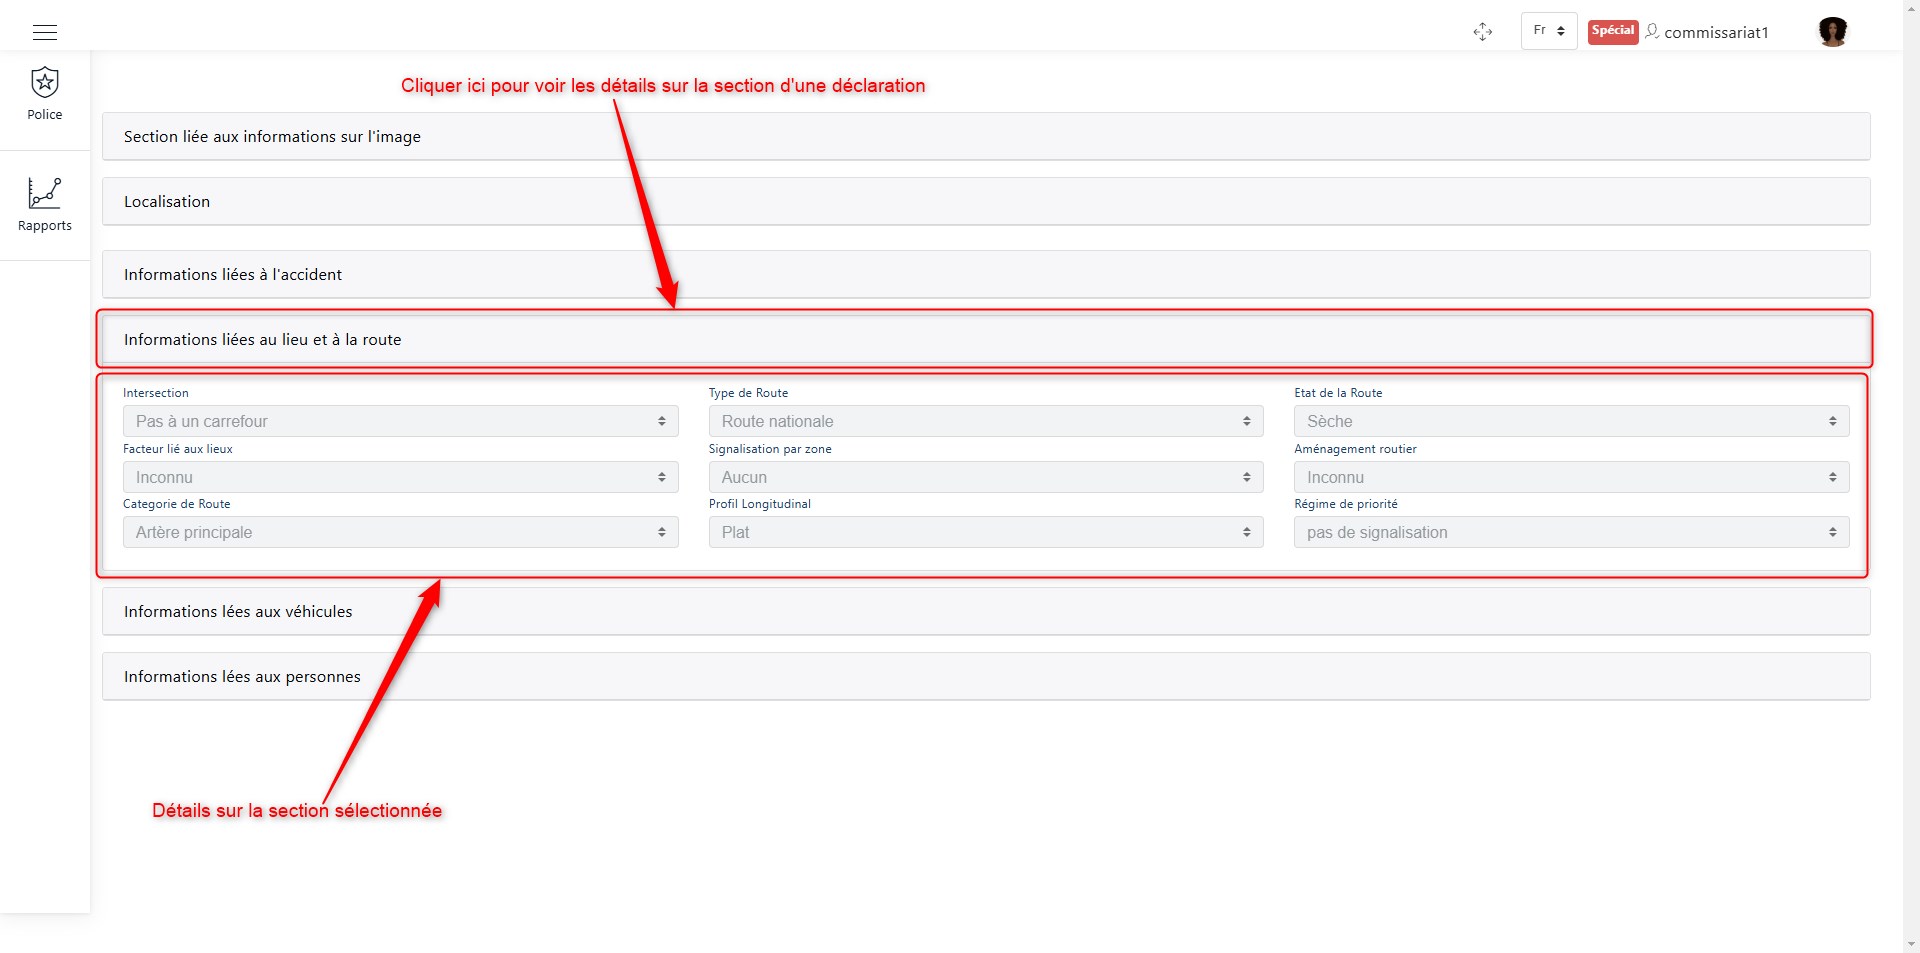 Fr
Spécial
commissariat1
Police
Rapports
Cliquer ici pour voir les détails sur la section d'une déclaration
Section liée aux informations sur l'image
Localisation
Informations liées à l'accident
Informations liées au lieu et à la route
Intersection
Type de Route
Etat de la Route
Pas à un carrefour
Route nationale
Sèche
Facteur lié aux lieux
Signalisation par zone
Aménagement routier
Inconnu
Aucun
Inconnu
Categorie de Route
Profil Longitudinal
Régime de priorité
Artère principale
Plat
pas de signalisation
Informations lées aux véhicules
Informations lées aux personnes
Détails sur la section sélectionnée